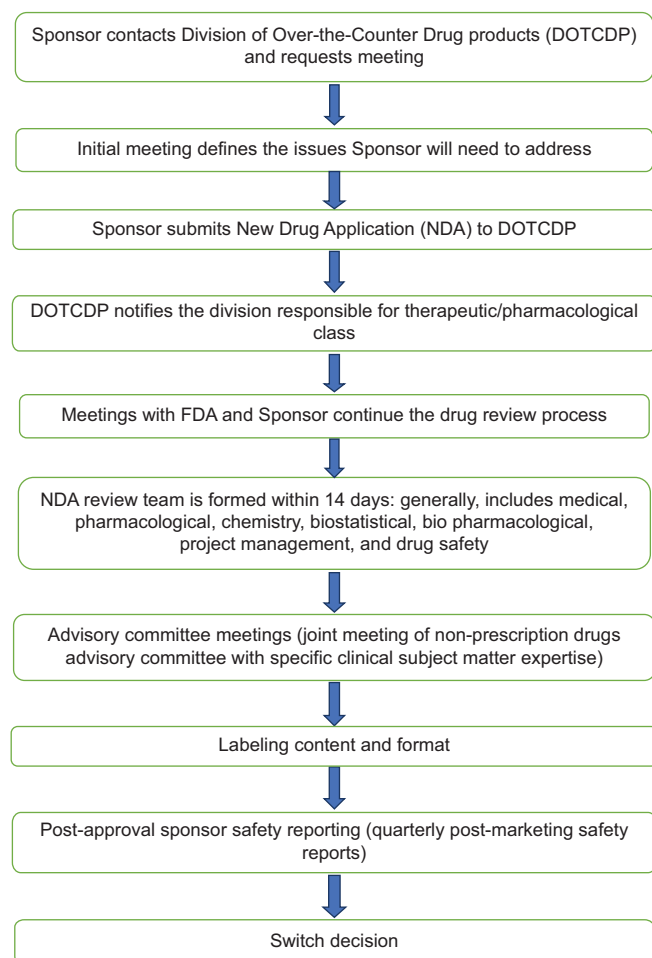 Sponsor contacts Division of Over-the-Counter Drug products (DOTCDP)
and requests meeting
Initial meeting defines the issues Sponsor will need to address
Sponsor submits New Drug Application (NDA) to DOTCDP
DOTCDP notifies the division responsible for therapeutic/pharmacological
class
Meetings with FDA and Sponsor continue the drug review process
NDA review team is formed within 14 days: generally, includes medical,
pharmacological, chemistry, biostatistical, bio pharmacological,
project management, and drug safety
Advisory committee meetings (joint meeting of non-prescription drugs
advisory committee with specific clinical subject matter expertise)
Labeling content and format
Post-approval sponsor safety reporting (quarterly post-marketing safety
reports)
Switch decision